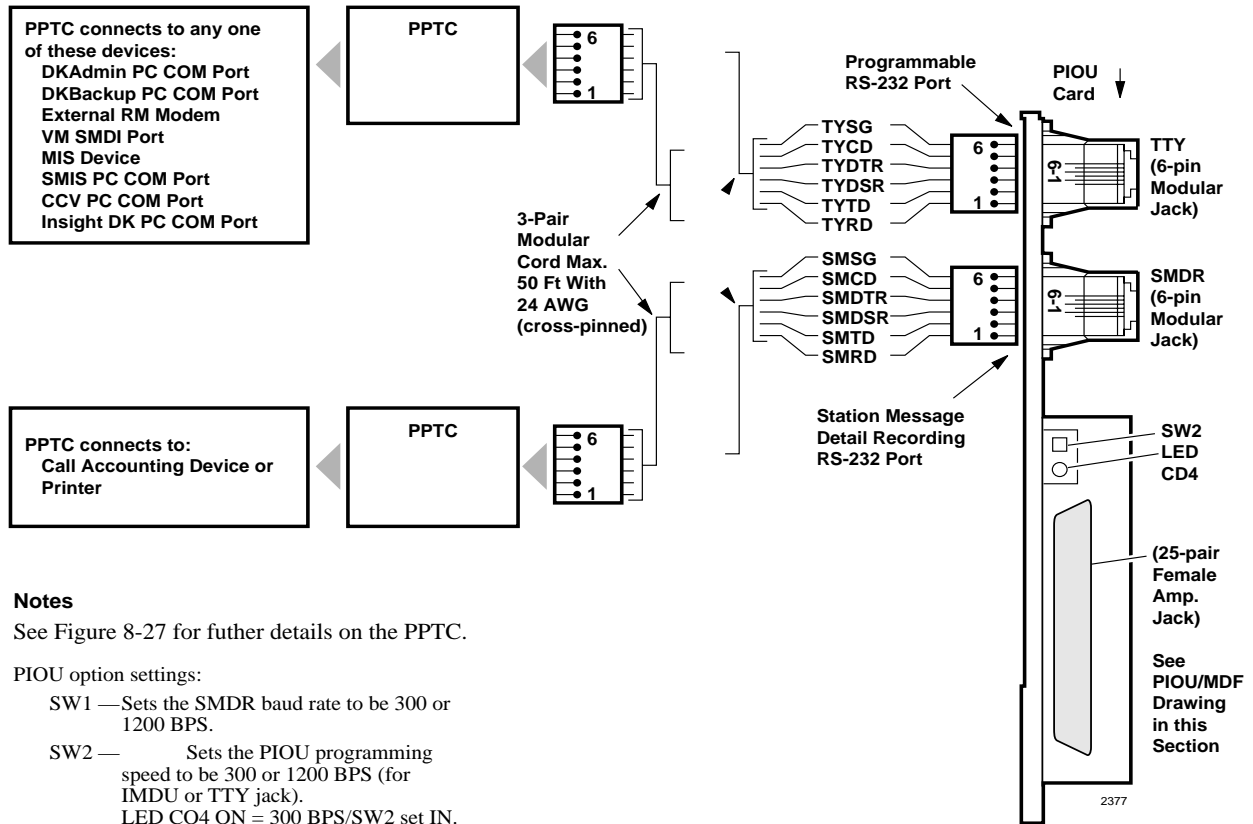 PPTC connects to any one
of these devices:
DKAdmin PC COM Port
DKBackup PC COM Port
External RM Modem
VM SMDI Port
MIS Device
SMIS PC COM Port
CCV PC COM Port
Insight DK PC COM Port
PPTC
6
1
3-Pair
Modular
Cord Max.
50 Ft With
24 AWG
(cross-pinned)
Programmable
RS-232 Port
PIOU
Card
TYSG
TYCD
TYDTR
TYDSR
TYTD
TYRD
6
1
6-1
TTY
(6-pin
Modular
Jack)
SMSG
SMCD
SMDTR
SMDSR
SMTD
SMRD
6
1
6-1
SMDR
(6-pin
Modular
Jack)
Station Message
Detail Recording
RS-232 Port
PPTC connects to:
Call Accounting Device or
Printer
PPTC
6
1
SW2
LED
CD4
(25-pair
Female
Amp.
Jack)
See
PIOU/MDF
Drawing
in this
Section
2377
Notes
See Figure 8-27 for futher details on the PPTC.
PIOU option settings:
SW1 —Sets the SMDR baud rate to be 300 or
1200 BPS.
SW2 — Sets the PIOU programming
speed to be 300 or 1200 BPS (for
IMDU or TTY jack).
LED CO4 ON = 300 BPS/SW2 set IN.